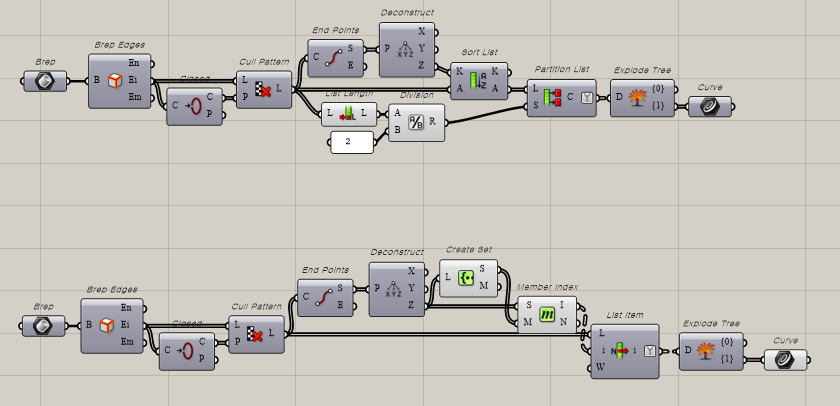 Brep
B
Brep Edges
En
Ei
Em
Closed
C
C
P
Cull Pattern
L
P
L
End Points
C
S
E
Deconstruct
P
XYZ
X
Y
Z
List Length
L
L
2
Division
A
B
A/B
R
Sort List
K
A
A
Z
K
A
Partition List
L
S
C
Y
Explode Tree
D
{0}
{1}
Curve
Brep
Brep Edges
B
En
Ei
Em
Closed
C
C
P
Cull Pattern
L
P
L
End Points
C
S
E
Deconstruct
P
XYZ
X
Y
Z
Create Set
L
S
M
Member Index
S
M
m
I
N
List Item
L
i
W
N
i
Y
Explode Tree
D
{0}
{1}
Curve